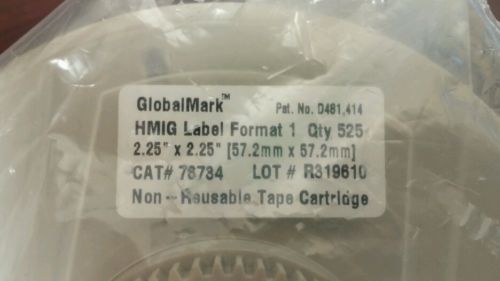 GlobalMark™ Pat. No. D481,414
HMIG Label Format 1 Qty 525
2.25" x 2.25" [57.2mm x 57.2mm]
CAT# 76734 LOT # R319610
Non - Reusable Tape Cartridge